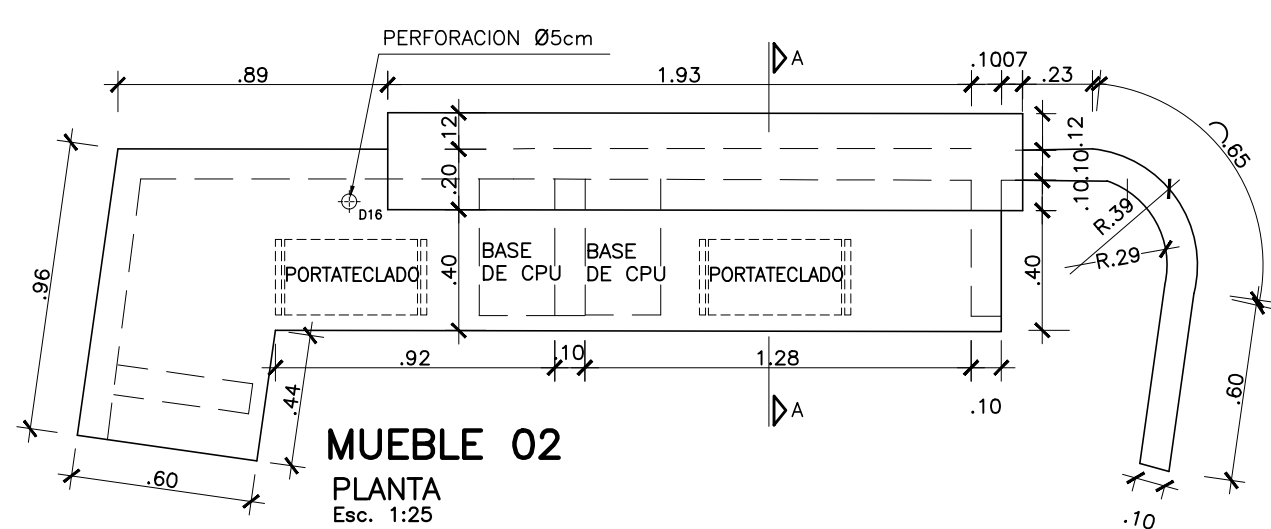 PERFORACION Ø5cm
A
.89
1.93
.10
.07
.23
.12
.12
.65
.20
.10
.10
D16
R.39
R.29
BASE
DE CPU
BASE
DE CPU
PORTATECLADO
PORTATECLADO
.40
.40
.96
.92
.10
1.28
.10
.44
.60
A
MUEBLE 02
.60
PLANTA
Esc. 1:25
.10